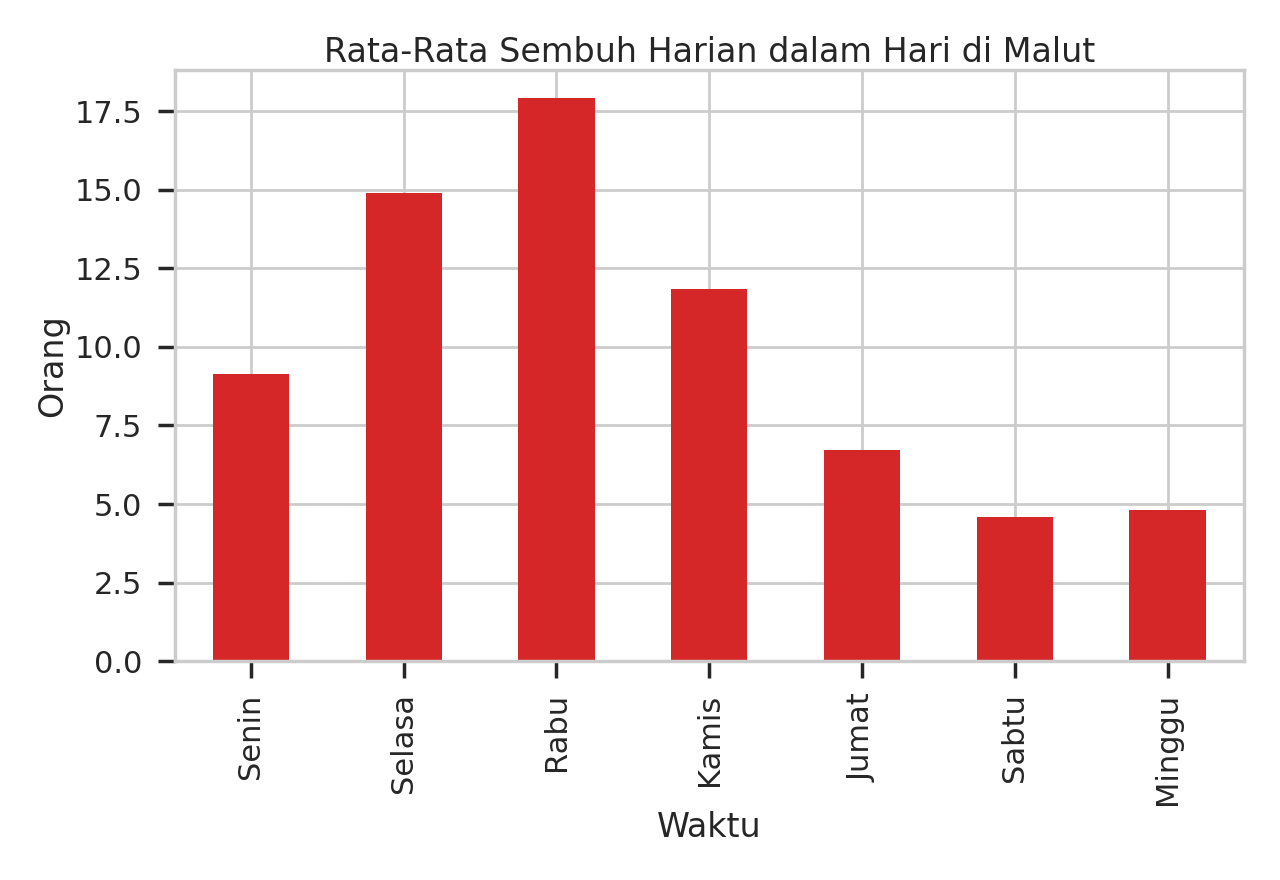 Rata-Rata Sembuh Harian dalam Hari di Malut
Orang
17.5
15.0
12.5
10.0
7.5
5.0
2.5
0.0
Senin
Selasa
Rabu
Kamis
Jumat
Sabtu
Minggu
Waktu